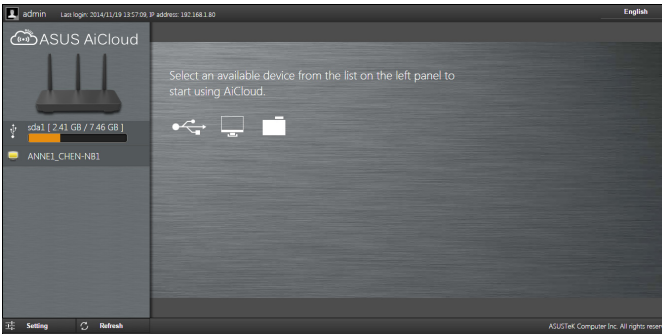 admin Last login: 2014/11/19 13:57:09, IP address: 192.168.1.80
English
ASUS AiCloud
Select an available device from the list on the left panel to
start using AiCloud.
sda1 [ 2.41 GB / 7.46 GB ]
ANNE1_CHEN-NB1
Setting
Refresh
ASUSTeK Computer Inc. All rights reser